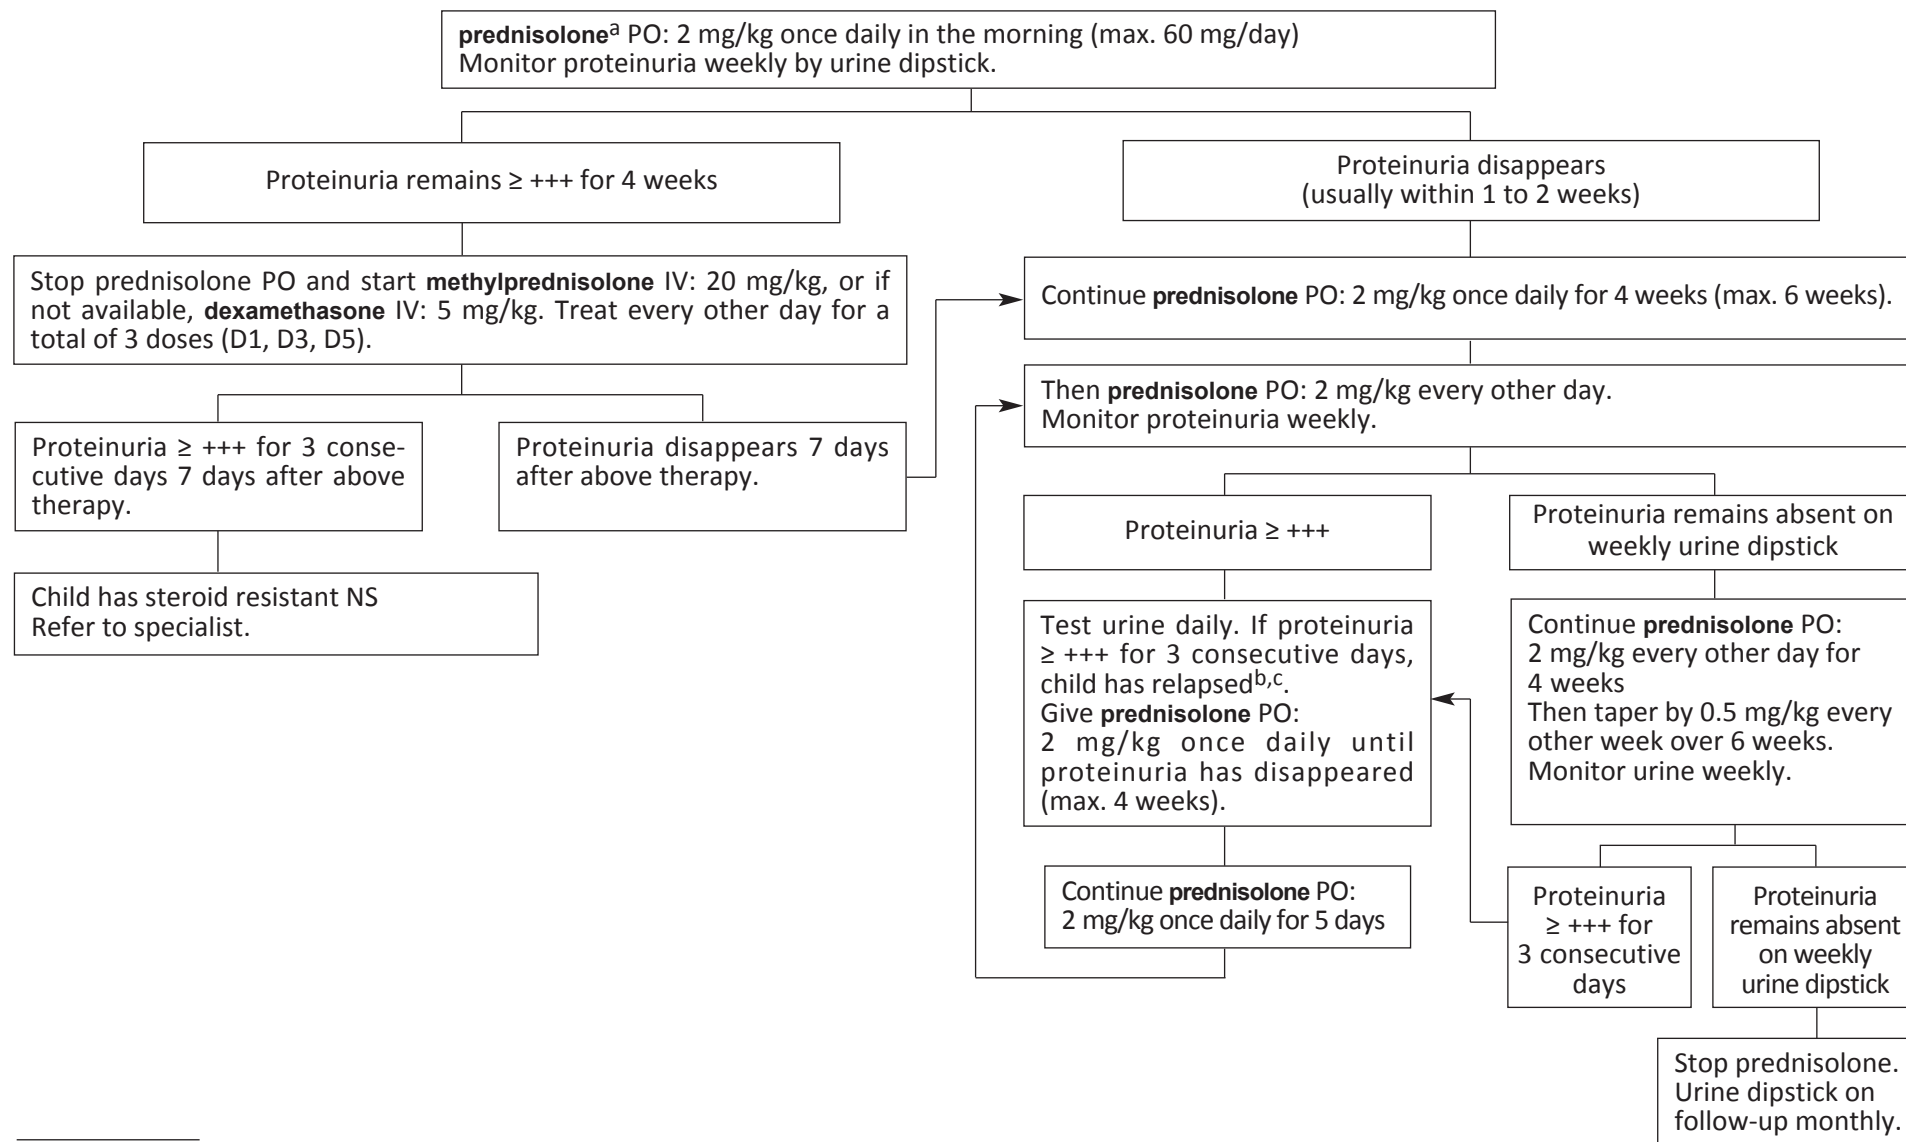 prednisoloneᵃ PO: 2 mg/kg once daily in the morning (max. 60 mg/day)
Monitor proteinuria weekly by urine dipstick.
Proteinuria remains ≥ +++ for 4 weeks
Proteinuria disappears
(usually within 1 to 2 weeks)
Stop prednisolone PO and start methylprednisolone IV: 20 mg/kg, or if
not available, dexamethasone IV: 5 mg/kg. Treat every other day for a
total of 3 doses (D1, D3, D5).
Continue prednisolone PO: 2 mg/kg once daily for 4 weeks (max. 6 weeks).
Then prednisolone PO: 2 mg/kg every other day.
Monitor proteinuria weekly.
Proteinuria ≥ +++ for 3 conse-
cutive days 7 days after above
therapy.
Proteinuria disappears 7 days
after above therapy.
Child has steroid resistant NS
Refer to specialist.
Proteinuria ≥ +++
Proteinuria remains absent on
weekly urine dipstick
Test urine daily. If proteinuria
≥ +++ for 3 consecutive days,
child has relapsedᵇ,ᶜ.
Give prednisolone PO:
2 mg/kg once daily until
proteinuria has disappeared
(max. 4 weeks).
Continue prednisolone PO:
2 mg/kg every other day for
4 weeks
Then taper by 0.5 mg/kg every
other week over 6 weeks.
Monitor urine weekly.
Continue prednisolone PO:
2 mg/kg once daily for 5 days
Proteinuria
≥ +++ for
3 consecutive
days
Proteinuria
remains absent
on weekly
urine dipstick
Stop prednisolone.
Urine dipstick on
follow-up monthly.